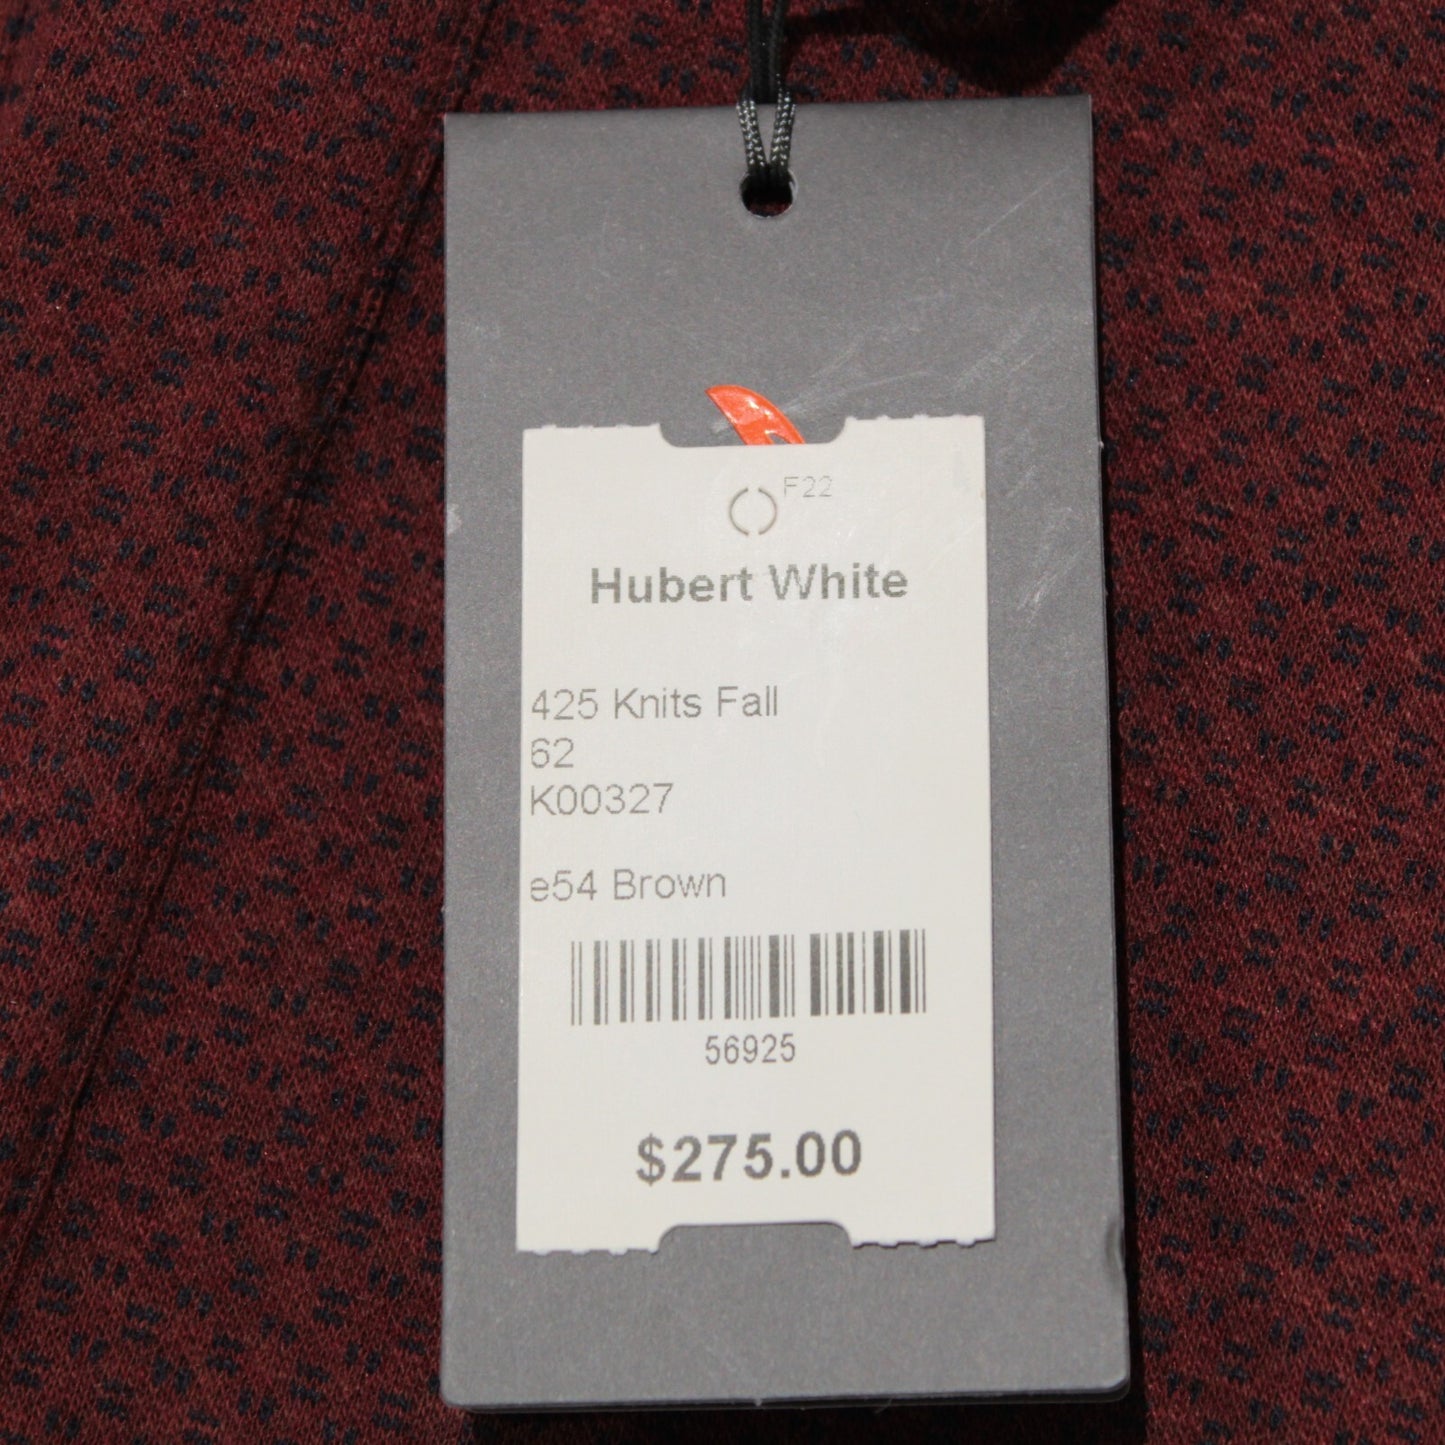 F22
Hubert White
425 Knits Fall
62
K00327
e54 Brown
56925
$275.00